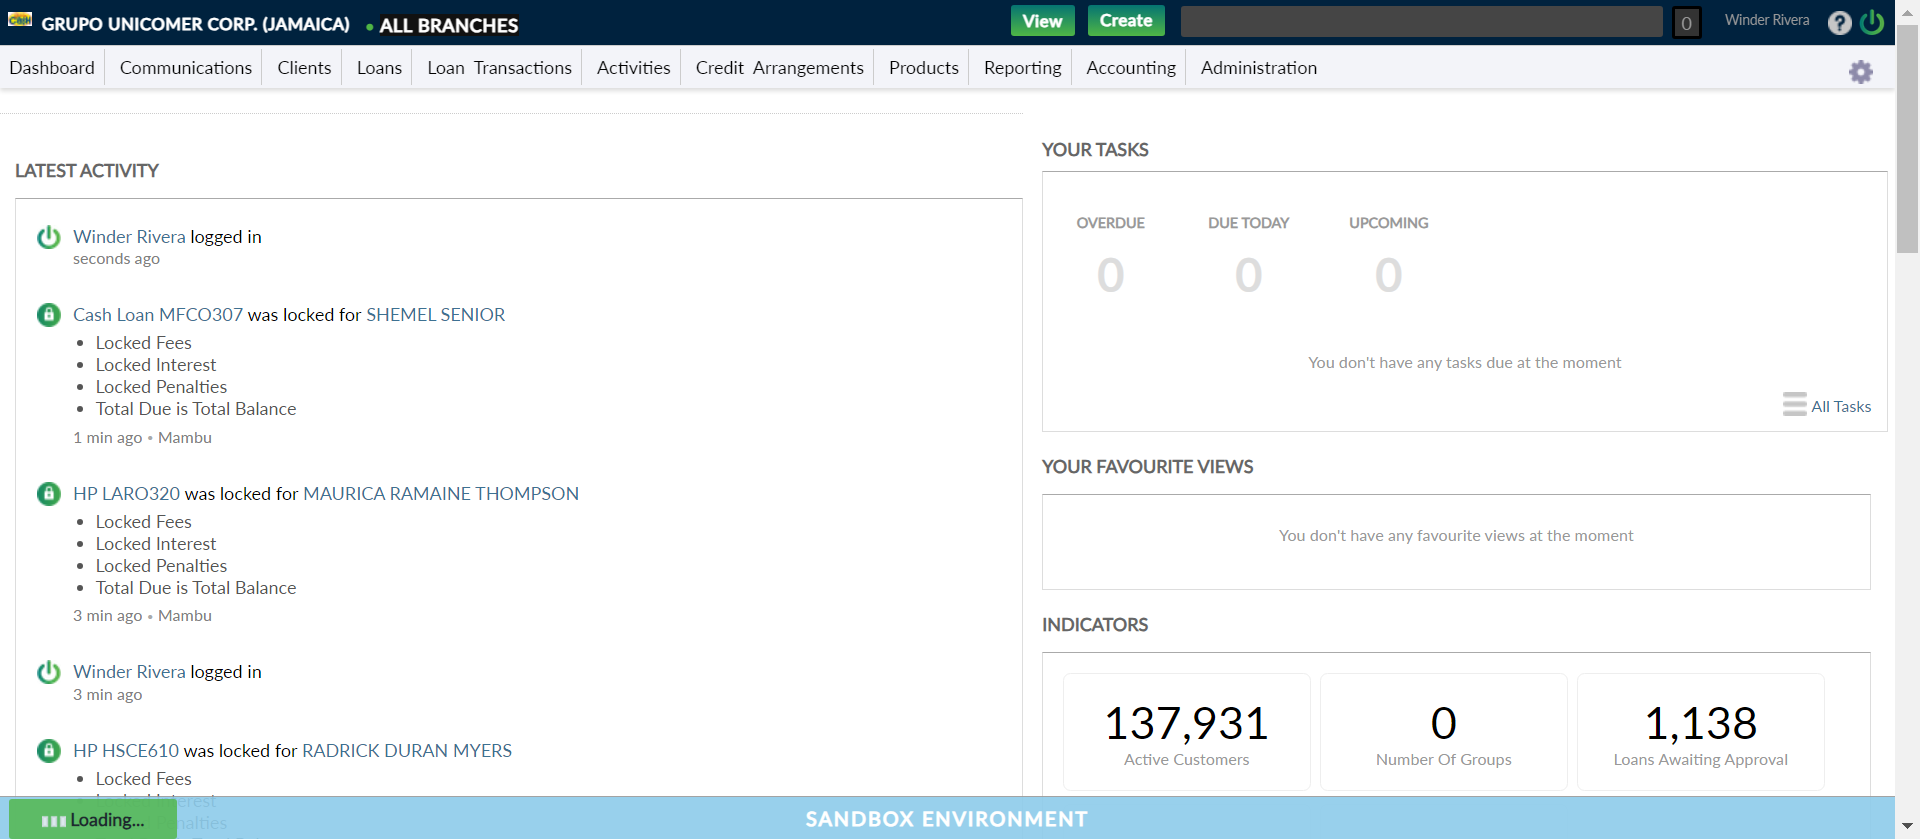 Cash GRUPO UNICOMER CORP. (JAMAICA) • ALL BRANCHES View Create 0 Winder Rivera ?
Dashboard Communications Clients Loans Loan Transactions Activities Credit Arrangements Products Reporting Accounting Administration
LATEST ACTIVITY
Winder Rivera logged in
seconds ago
Cash Loan MFCO307 was locked for SHEMEL SENIOR
• Locked Fees
• Locked Interest
• Locked Penalties
• Total Due is Total Balance
1 min ago • Mambu
HP LARO320 was locked for MAURICA RAMAINE THOMPSON
• Locked Fees
• Locked Interest
• Locked Penalties
• Total Due is Total Balance
3 min ago • Mambu
Winder Rivera logged in
3 min ago
HP HSCE610 was locked for RADRICK DURAN MYERS
• Locked Fees
• Locked Interest
YOUR TASKS
OVERDUE DUE TODAY UPCOMING
0 0 0
You don't have any tasks due at the moment
All Tasks
YOUR FAVOURITE VIEWS
You don't have any favourite views at the moment
INDICATORS
137,931 0 1,138
Active Customers Number Of Groups Loans Awaiting Approval
Loading...
SANDBOX ENVIRONMENT